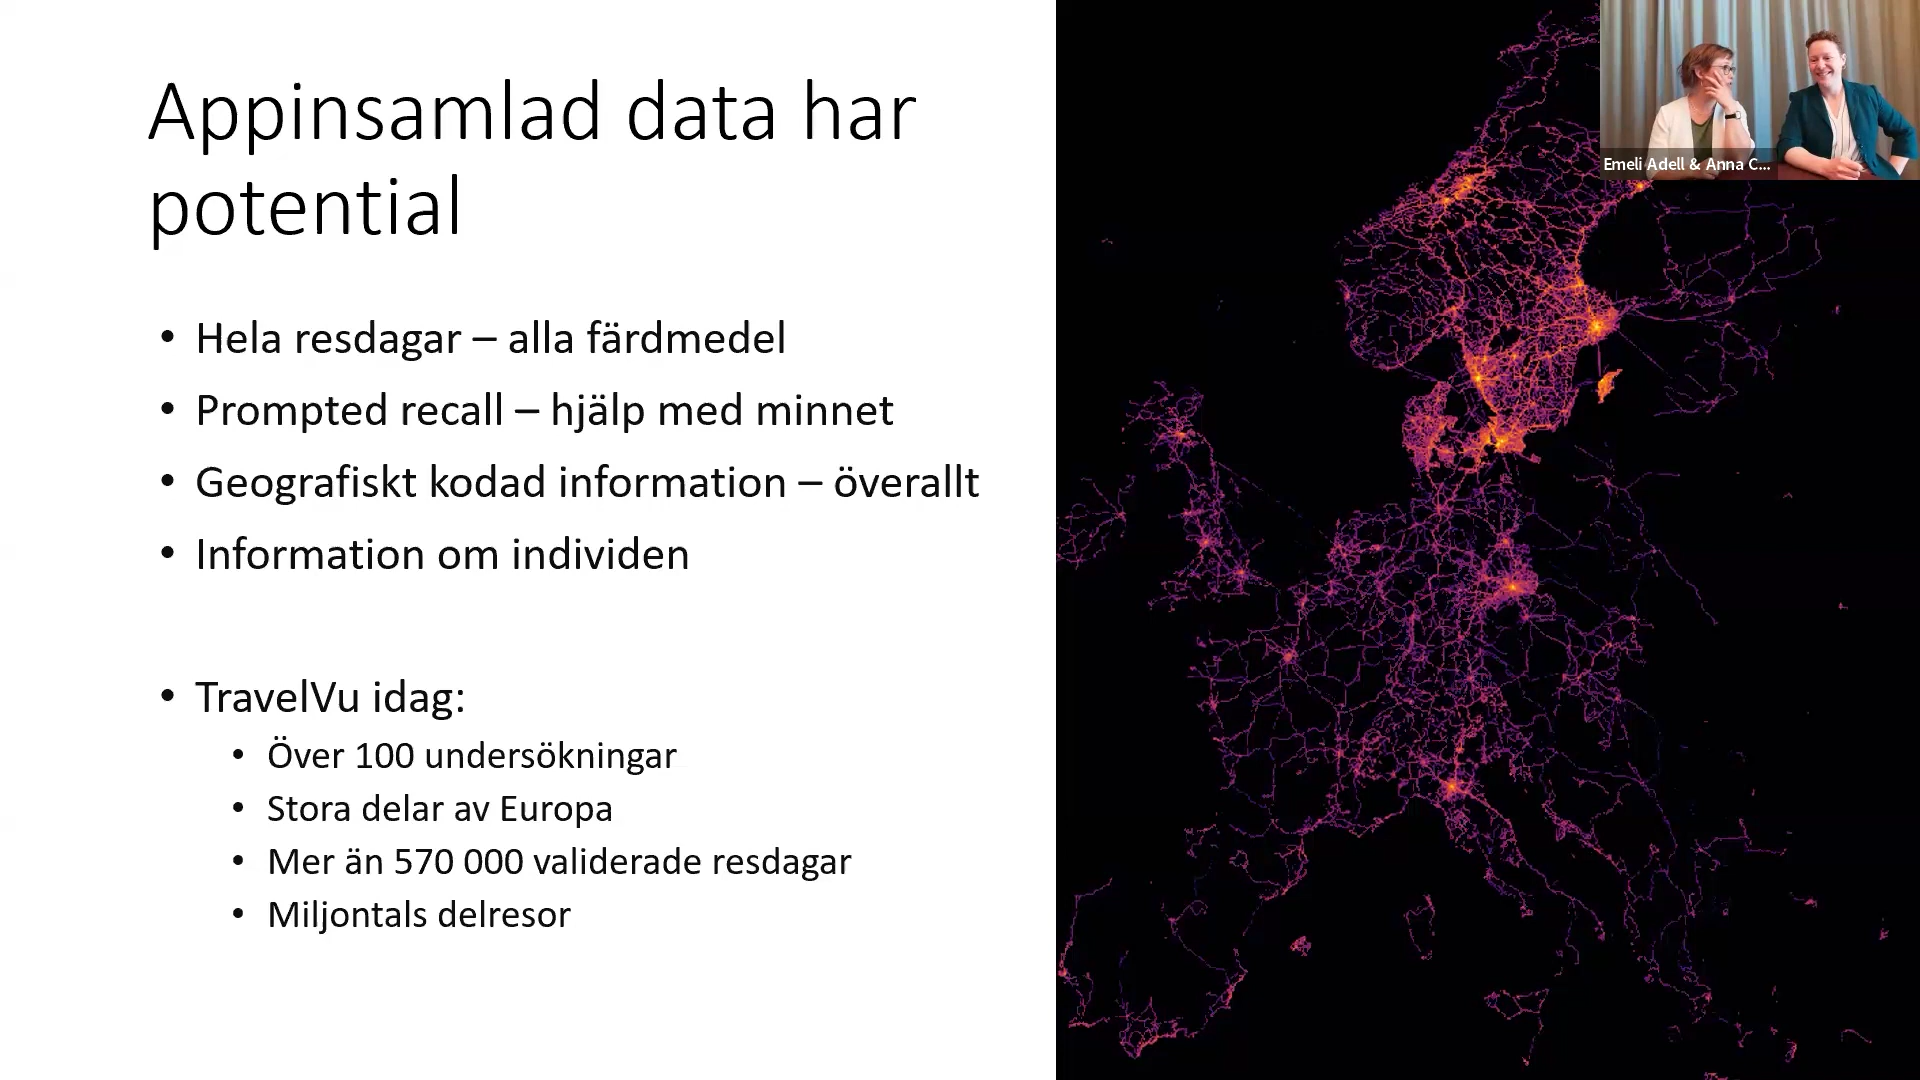 Appinsamlad data har
potential
• Hela resdagar – alla färdmedel
• Prompted recall – hjälp med minnet
• Geografiskt kodad information – överallt
• Information om individen
• TravelVu idag:
• Över 100 undersökningar
• Stora delar av Europa
• Mer än 570 000 validerade resdagar
• Miljontals delresor
Emeli Adell & Anna C...